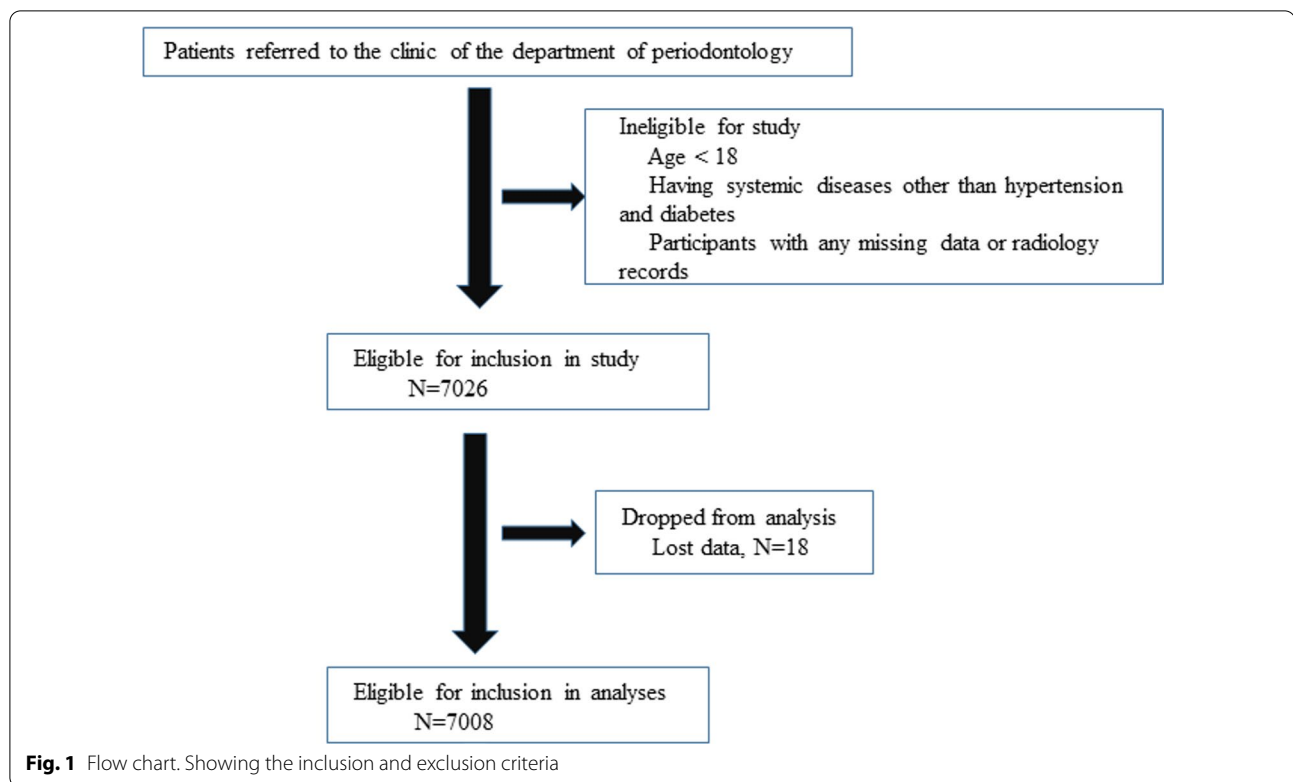 Patients referred to the clinic of the department of periodontology
Ineligible for study
Age < 18
Having systemic diseases other than hypertension
and diabetes
Participants with any missing data or radiology
records
Eligible for inclusion in study
N=7026
Dropped from analysis
Lost data, N=18
Eligible for inclusion in analyses
N=7008
Fig. 1 Flow chart. Showing the inclusion and exclusion criteria